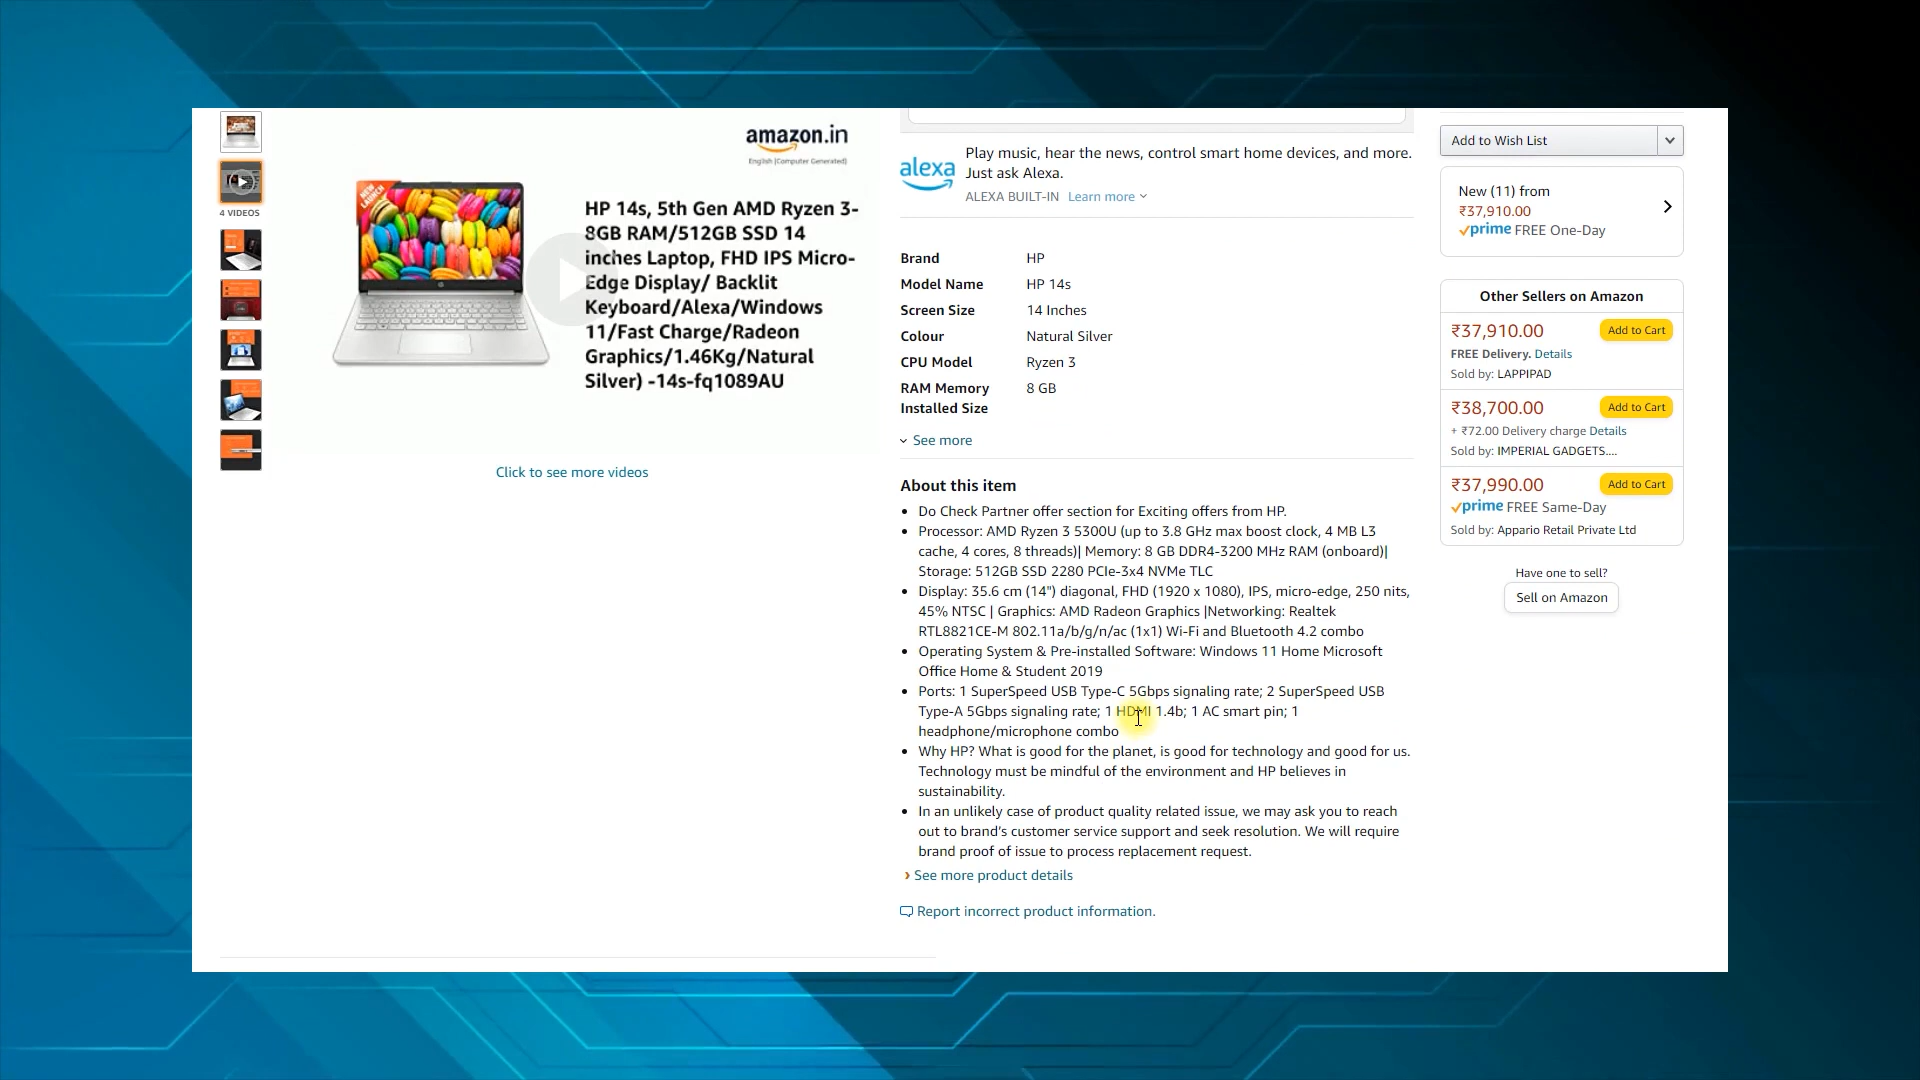 amazon.in
English (Computer Generated)
NEW LAUNCH
HP 14s, 5th Gen AMD Ryzen 3-
8GB RAM/512GB SSD 14
inches Laptop, FHD IPS Micro-
Edge Display/ Backlit
Keyboard/Alexa/Windows
11/Fast Charge/Radeon
Graphics/1.46Kg/Natural
Silver) -14s-fq1089AU
4 VIDEOS
Click to see more videos
alexa
Play music, hear the news, control smart home devices, and more.
Just ask Alexa.
ALEXA BUILT-IN Learn more
Brand HP
Model Name HP 14s
Screen Size 14 Inches
Colour Natural Silver
CPU Model Ryzen 3
RAM Memory 8 GB
Installed Size
See more
About this item
• Do Check Partner offer section for Exciting offers from HP.
• Processor: AMD Ryzen 3 5300U (up to 3.8 GHz max boost clock, 4 MB L3
cache, 4 cores, 8 threads)| Memory: 8 GB DDR4-3200 MHz RAM (onboard)|
Storage: 512GB SSD 2280 PCIe-3x4 NVMe TLC
• Display: 35.6 cm (14") diagonal, FHD (1920 x 1080), IPS, micro-edge, 250 nits,
45% NTSC | Graphics: AMD Radeon Graphics |Networking: Realtek
RTL8821CE-M 802.11a/b/g/n/ac (1x1) Wi-Fi and Bluetooth 4.2 combo
• Operating System & Pre-installed Software: Windows 11 Home Microsoft
Office Home & Student 2019
• Ports: 1 SuperSpeed USB Type-C 5Gbps signaling rate; 2 SuperSpeed USB
Type-A 5Gbps signaling rate; 1 HDMI 1.4b; 1 AC smart pin; 1
headphone/microphone combo
• Why HP? What is good for the planet, is good for technology and good for us.
Technology must be mindful of the environment and HP believes in
sustainability.
• In an unlikely case of product quality related issue, we may ask you to reach
out to brand’s customer service support and seek resolution. We will require
brand proof of issue to process replacement request.
› See more product details
Report incorrect product information.
Add to Wish List
New (11) from
₹37,910.00
prime FREE One-Day
Other Sellers on Amazon
₹37,910.00 Add to Cart
FREE Delivery. Details
Sold by: LAPPIPAD
₹38,700.00 Add to Cart
+ ₹72.00 Delivery charge Details
Sold by: IMPERIAL GADGETS....
₹37,990.00 Add to Cart
prime FREE Same-Day
Sold by: Appario Retail Private Ltd
Have one to sell?
Sell on Amazon